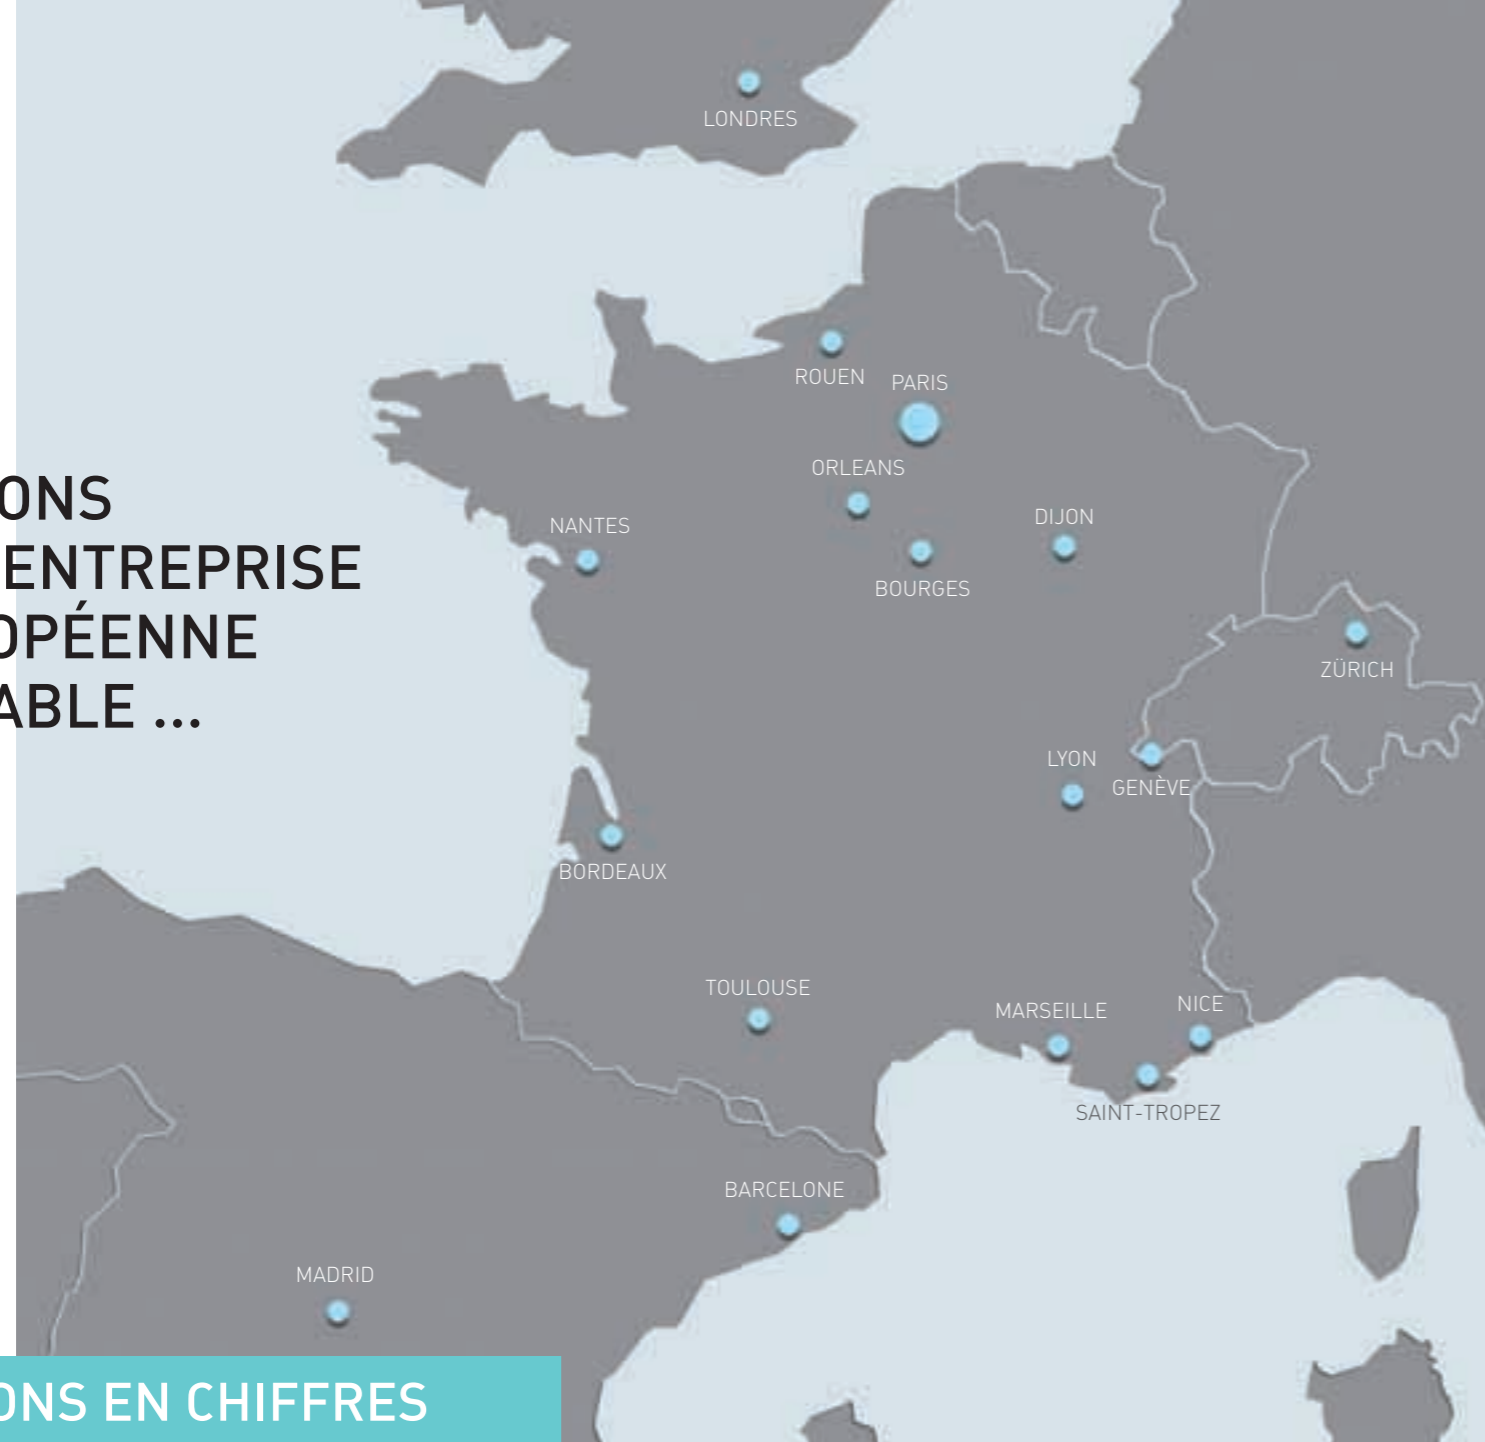 LONDRES
ROUEN
PARIS
ORLEANS
NANTES
DIJON
BOURGES
ONS
ENTREPRISE
OPÉENNE
ABLE ...
ZÜRICH
LYON
GENÈVE
BORDEAUX
TOULOUSE
MARSEILLE
NICE
SAINT-TROPEZ
BARCELONE
MADRID
ONS EN CHIFFRES